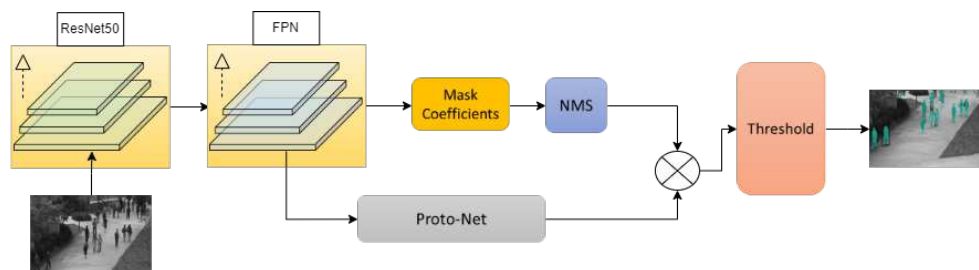 ResNet50
FPN
Mask
Coefficients
NMS
Threshold
Proto-Net